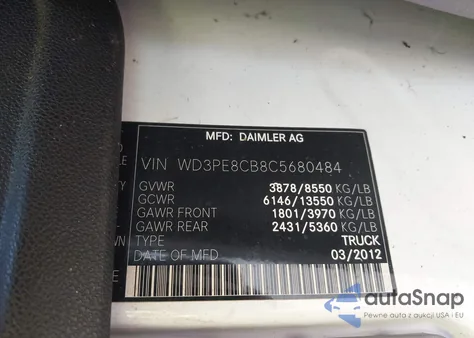 MFD: DAIMLER AG
VIN WD3PE8CB8C5680484
GVWR 3878/8550 KG/LB
GCWR 6146/13550 KG/LB
GAWR FRONT 1801/3970 KG/LB
GAWR REAR 2431/5360 KG/LB
TYPE TRUCK
DATE OF MFD 03/2012
autaSnap
Pewne auta z aukcji USA i EU